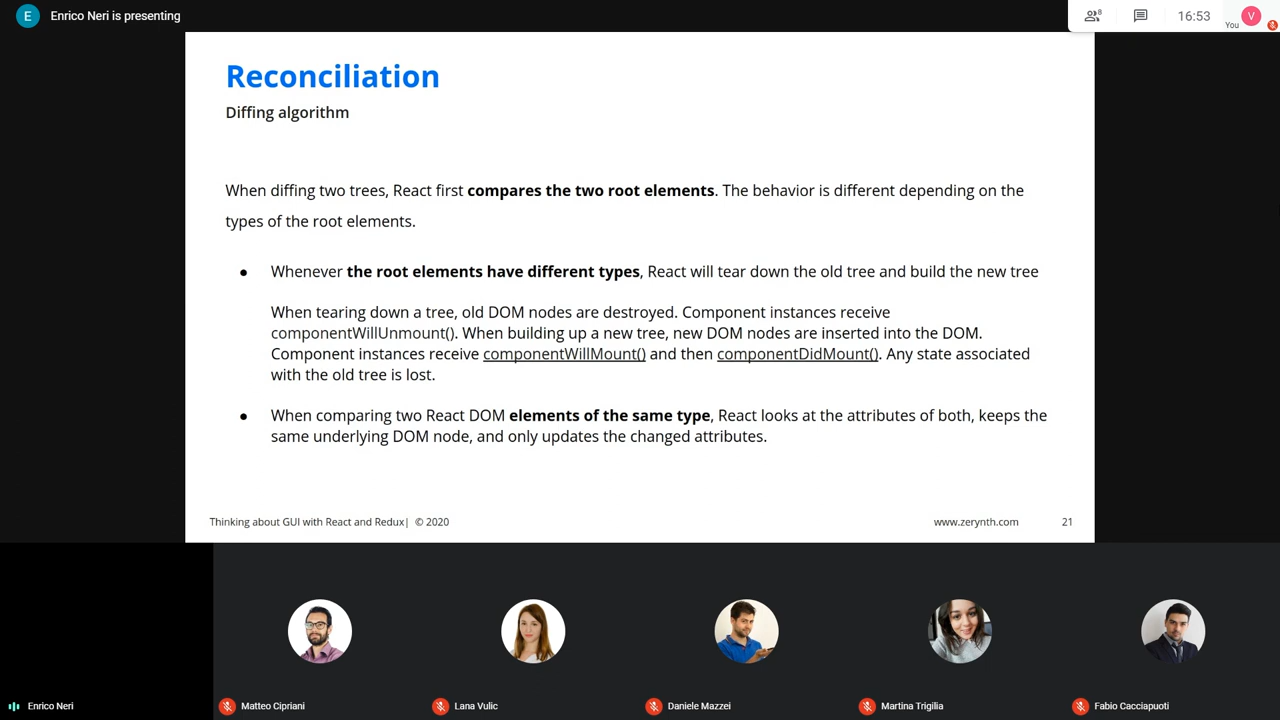 E Enrico Neri is presenting
8 16:53 You V
Reconciliation
Diffing algorithm
When diffing two trees, React first compares the two root elements. The behavior is different depending on the
types of the root elements.
● Whenever the root elements have different types, React will tear down the old tree and build the new tree
When tearing down a tree, old DOM nodes are destroyed. Component instances receive
componentWillUnmount(). When building up a new tree, new DOM nodes are inserted into the DOM.
Component instances receive componentWillMount() and then componentDidMount(). Any state associated
with the old tree is lost.
● When comparing two React DOM elements of the same type, React looks at the attributes of both, keeps the
same underlying DOM node, and only updates the changed attributes.
Thinking about GUI with React and Redux| © 2020 www.zerynth.com 21
Enrico Neri Matteo Cipriani Lana Vulic Daniele Mazzei Martina Trigilia Fabio Cacciapuoti